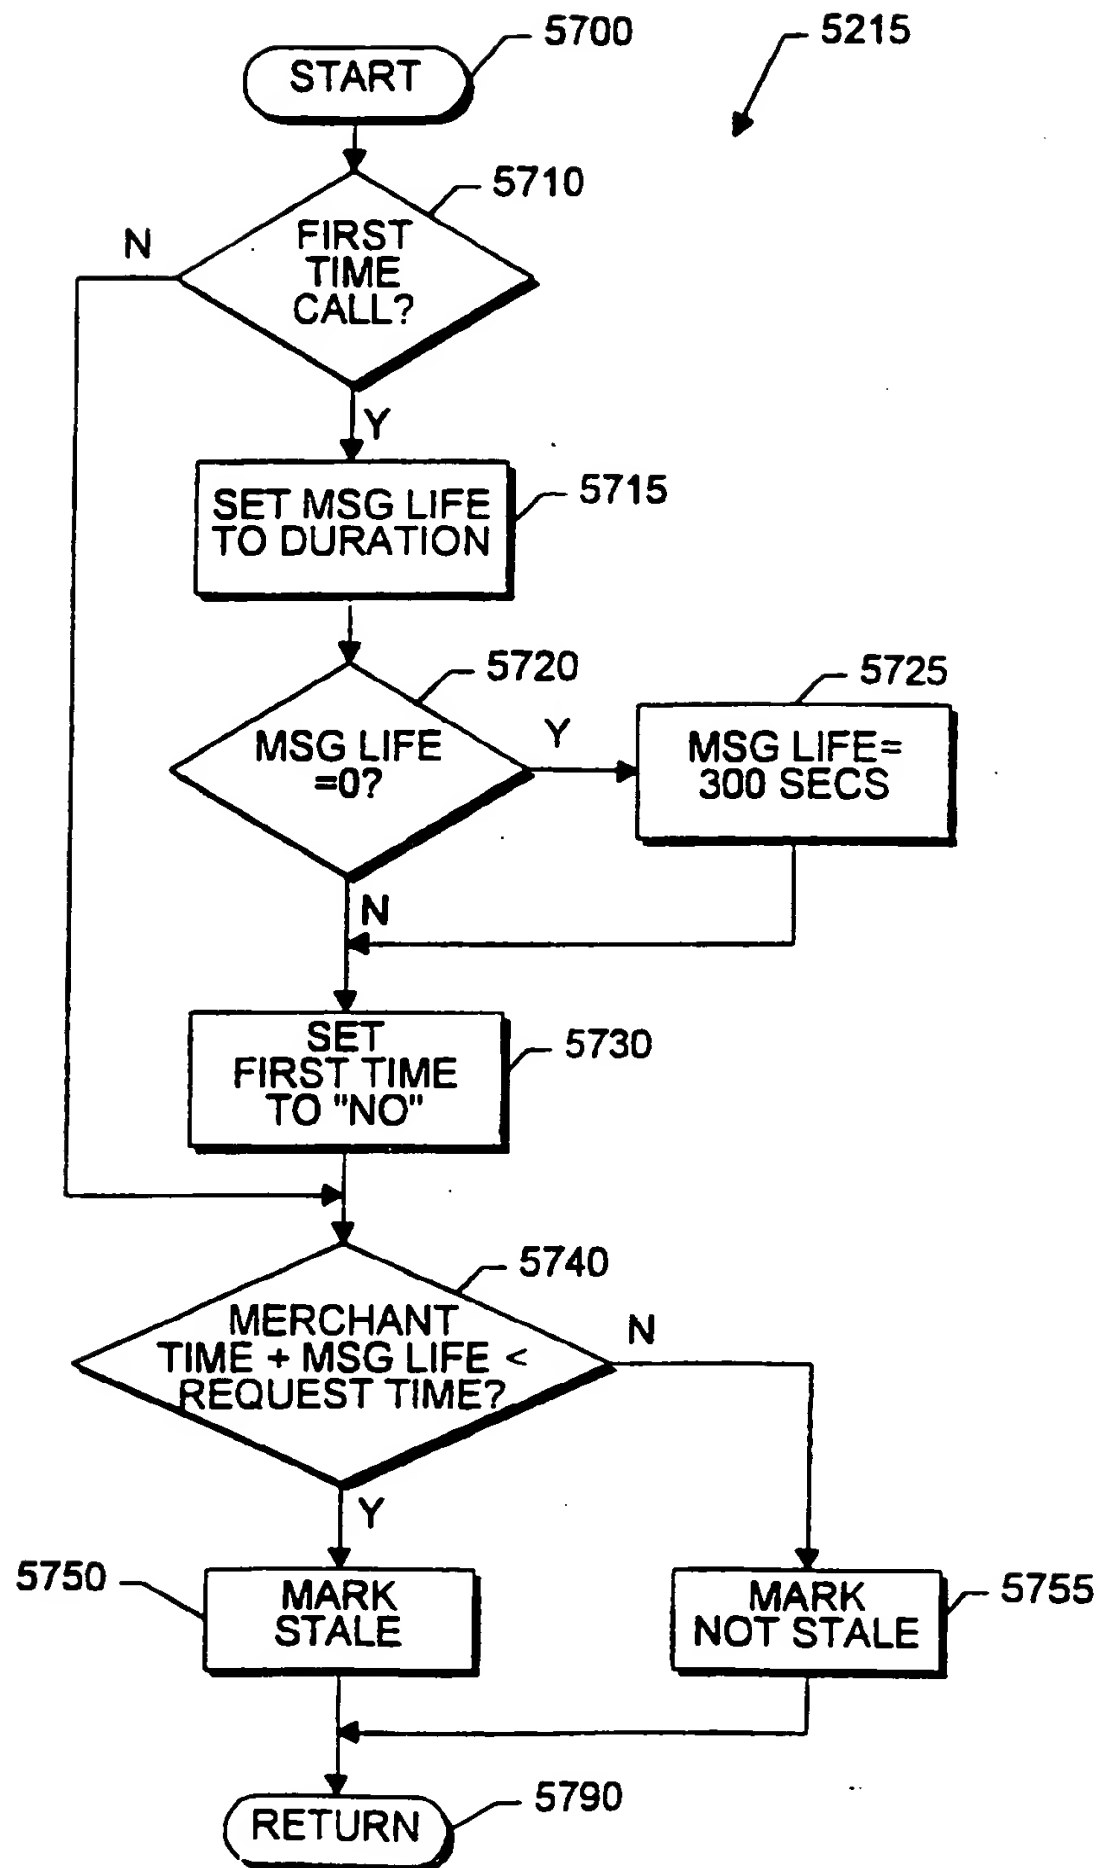 5700
5215
START
5710
N
FIRST
TIME
CALL?
Y
SET MSG LIFE
TO DURATION
5715
5720
5725
MSG LIFE
=0?
Y
MSG LIFE=
300 SECS
N
SET
FIRST TIME
TO "NO"
5730
5740
MERCHANT
TIME + MSG LIFE <
REQUEST TIME?
N
Y
5750
MARK
STALE
MARK
NOT STALE
5755
5790
RETURN